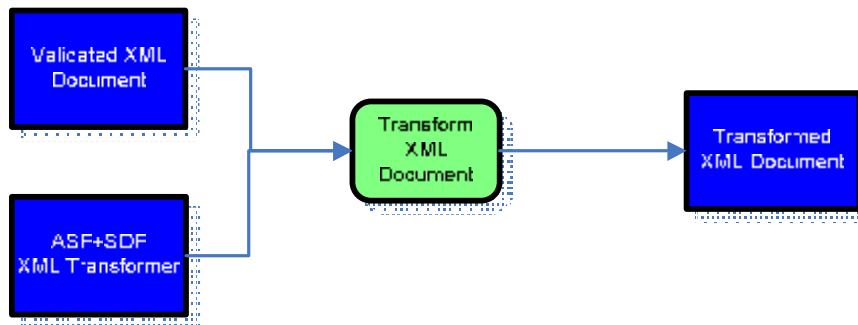 Valicated XML
Document
Transform
XML
Document
Transformed
XML Document
ASF+SDF
XML Transformer